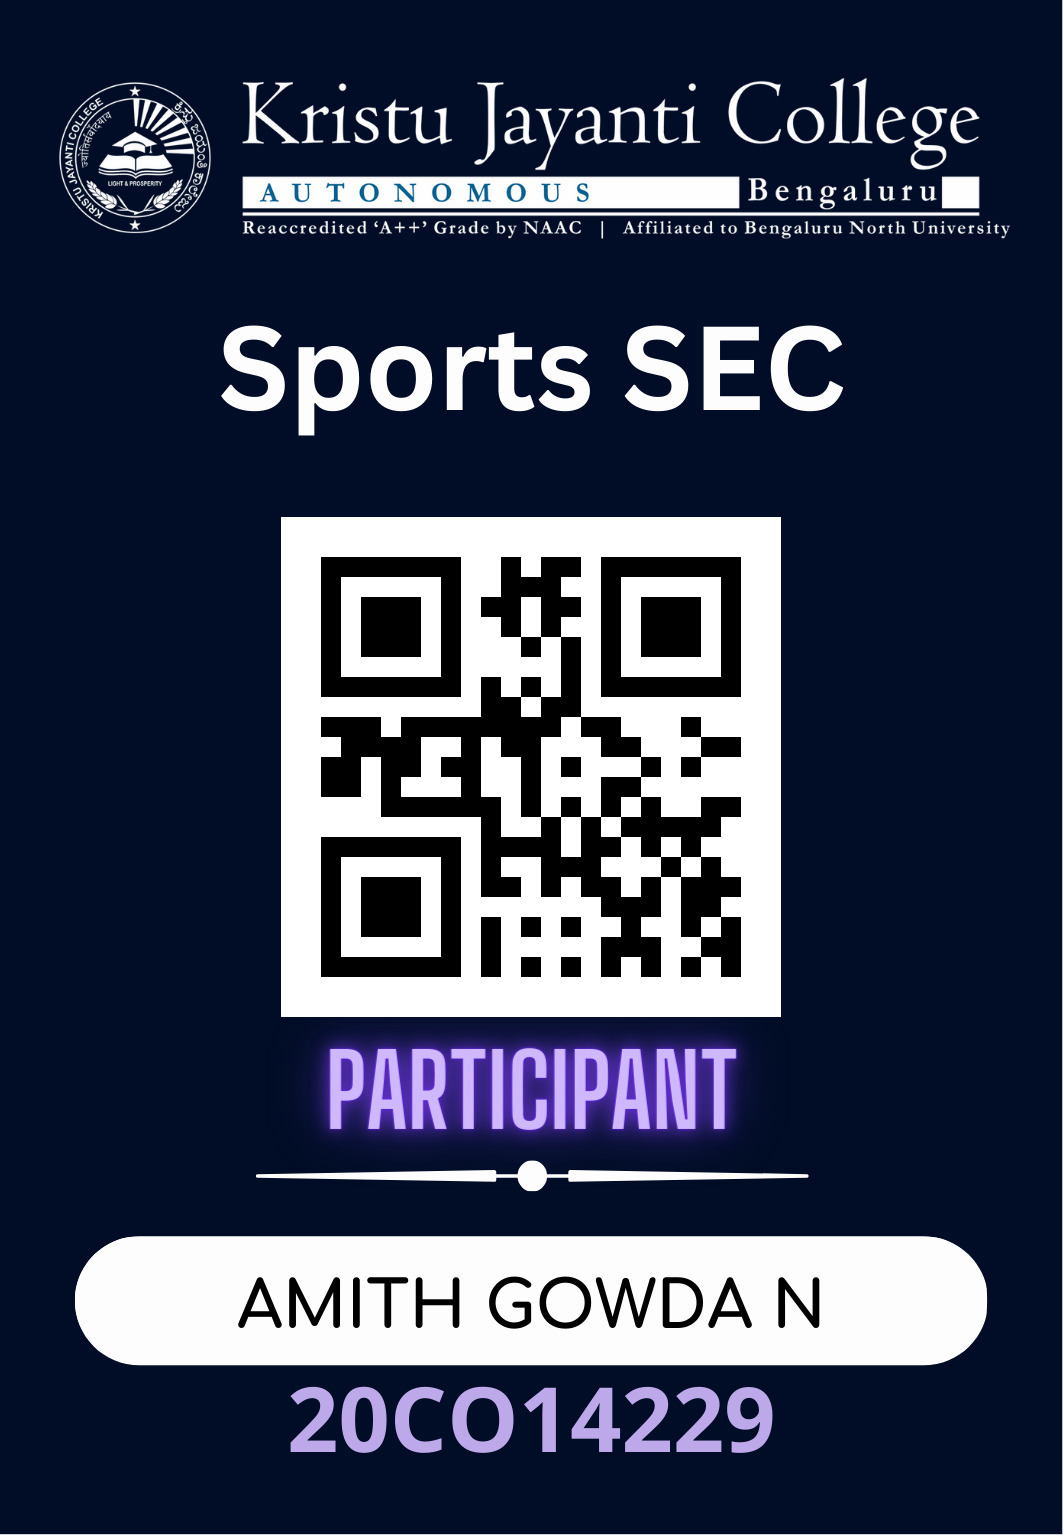 KRISTU JAYANTI COLLEGE
ಕ್ರಿಸ್ತು ಜಯಂತಿ ಕಾಲೇಜು
LIGHT & PROSPERITY
Kristu Jayanti College
AUTONOMOUS Bengaluru
Reaccredited ‘A++’ Grade by NAAC | Affiliated to Bengaluru North University
Sports SEC
PARTICIPANT
AMITH GOWDA N
20CO14229